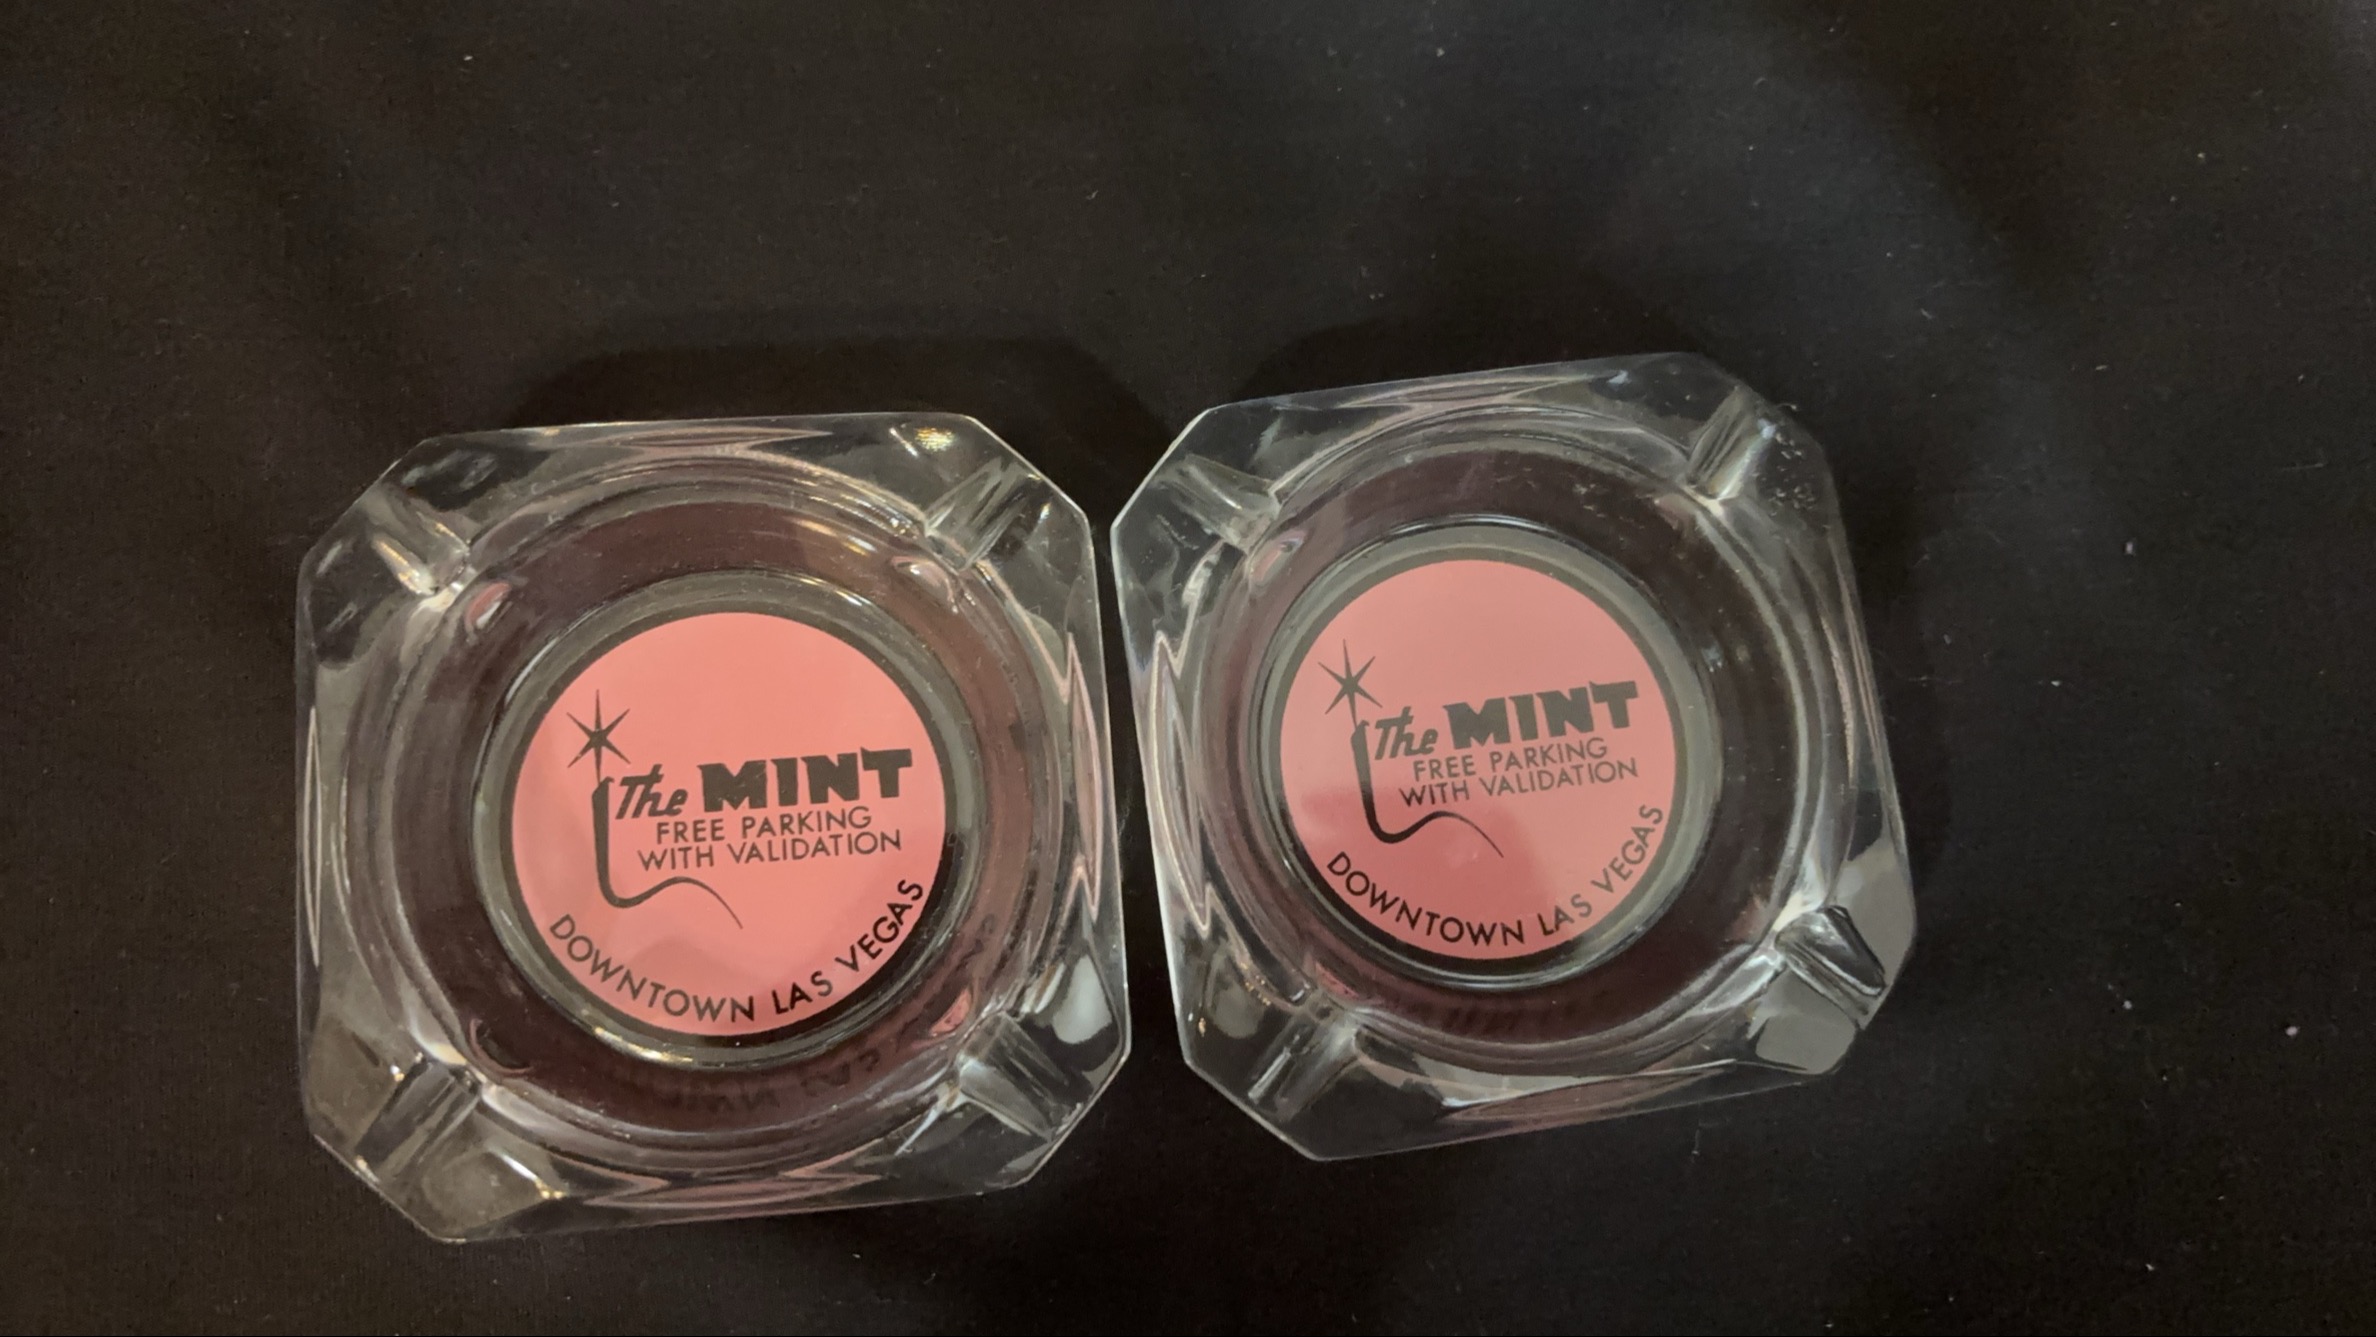 The MINT
FREE PARKING
WITH VALIDATION
DOWNTOWN LAS VEGAS
The MINT
FREE PARKING
WITH VALIDATION
DOWNTOWN LAS VEGAS